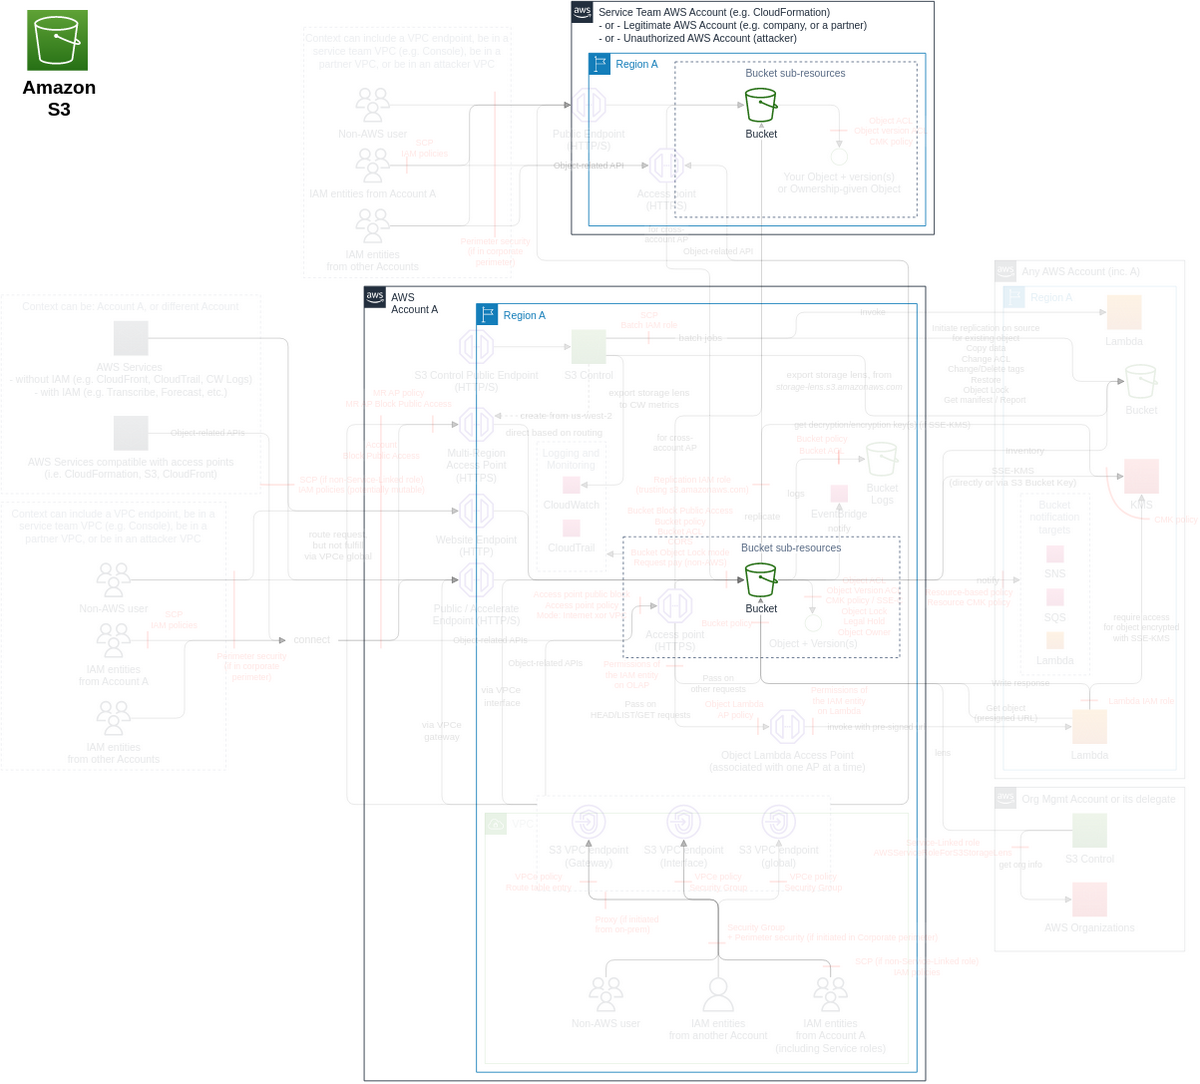 Amazon
S3
aws
Service Team AWS Account (e.g. CloudFormation)
- or - Legitimate AWS Account (e.g. company, or a partner)
- or - Unauthorized AWS Account (attacker)
Region A
Bucket sub-resources
Bucket
Object ACL
Object version ACL
CMK policy
Your Object + version(s)
or Ownership-given Object
Public Endpoint
(HTTP/S)
Access point
(HTTPS)
Object-related API
for cross-
account AP
Object-related API
Context can include a VPC endpoint, be in a
service team VPC (e.g. Console), be in a
partner VPC, or be in an attacker VPC
Non-AWS user
SCP
IAM policies
IAM entities from Account A
IAM entities
from other Accounts
Perimeter security
(if in corporate
perimeter)
Context can be: Account A, or different Account
AWS Services
- without IAM (e.g. CloudFront, CloudTrail, CW Logs)
- with IAM (e.g. Transcribe, Forecast, etc.)
Object-related APIs
AWS Services compatible with access points
(i.e. CloudFront, S3, CloudFront)
SCP (if non-Service-Linked role)
IAM policies (potentially mutable)
Context can include a VPC endpoint, be in a
service team VPC (e.g. Console), be in a
partner VPC, or be in an attacker VPC
Non-AWS user
SCP
IAM policies
IAM entities
from Account A
IAM entities
from other Accounts
Perimeter security
(if in corporate
perimeter)
connect
route request,
but not fulfill
via VPCe global
aws
AWS
Account A
Region A
S3 Control Public Endpoint
(HTTP/S)
S3 Control
SCP
Batch IAM role
batch jobs
Invoke
MR AP policy
MR AP Block Public Access
Account
Block Public Access
create from us-west-2
direct based on routing
Multi-Region
Access Point
(HTTPS)
export storage lens
to CW metrics
export storage lens, from
storage-lens.s3.amazonaws.com
Logging and
Monitoring
CloudWatch
CloudTrail
Website Endpoint
(HTTP)
Public / Accelerate
Endpoint (HTTP/S)
Object-related APIs
Object-related APIs
for cross-
account AP
get decryption/encryption key(s) (if SSE-KMS)
Bucket policy
Bucket ACL
Bucket
Logs
logs
EventBridge
notify
Replication IAM role
(trusting s3.amazonaws.com)
replicate
Bucket Block Public Access
Bucket policy
Bucket ACL
CORS
Bucket Object Lock mode
Request pay (non-AWS)
Bucket sub-resources
Bucket
Access point public block
Access point policy
Access point
(HTTPS)
Bucket policy
Object ACL
Object Lock
Legal Hold
Object Owner
Object + Version(s)
Permissions of
the IAM entity
on OLAP
Pass on
other requests
Pass on
HEAD/LIST/GET requests
Object Lambda
AP policy
Permissions of
the IAM entity
on Lambda
Object Lambda Access Point
(associated with one AP at a time)
via VPCe
interface
via VPCe
gateway
VPC
S3 VPC endpoint
(Gateway)
S3 VPC endpoint
(Interface)
S3 VPC endpoint
(global)
VPCe policy
Route table entry
VPCe policy
Security Group
VPCe policy
Security Group
Proxy (if initiated
from on-prem)
Security Group
+ Perimeter security (if initiated in Corporate perimeter)
SCP (if non-Service-Linked role)
IAM policies
Non-AWS user
IAM entities
from another Account
IAM entities
from Account A
(including Service roles)
aws
Any AWS Account (inc. A)
Region A
Lambda
Initiate replication on source
for existing object
Copy data
Change ACL
Change/Delete tags
Restore
Object Lock
Get manifest / Report
Bucket
inventory
SSE-KMS
(directly or via S3 Bucket Key)
KMS
CMK policy
Bucket
notification
targets
SNS
SQS
Lambda
notify
Resource-based policy
Resource CMK policy
require access
for object encrypted
with SSE-KMS
Write response
Get object
(presigned URL)
Lambda IAM role
Lambda
lens
aws
Org Mgmt Account or its delegate
S3 Control
Service-Linked role
get org info
AWS Organizations